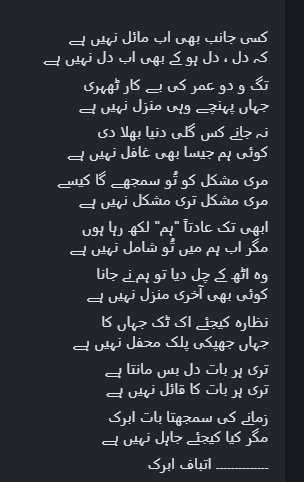 کسی جانب بھی اب مائل نہیں ہے
کہ دل ، دل ہو کے بھی اب دل نہیں ہے
تگ و دو عمر کی بے کار ٹھہری
جہاں پہنچے وہی منزل نہیں ہے
نہ جانے کس گلی دنیا بھلا دی
کوئی ہم جیسا بھی غافل نہیں ہے
مری مشکل کو تُو سمجھے گا کیسے
مری مشکل تری مشکل نہیں ہے
ابھی تک عادتاً "ہم" لکھ رہا ہوں
مگر اب ہم میں تُو شامل نہیں ہے
وہ اٹھ کے چل دیا تو ہم نے جانا
کوئی بھی آخری منزل نہیں ہے
نظارہ کیجئے اک ٹک جہاں کا
جہاں جھپکی پلک محفل نہیں ہے
تری ہر بات دل بس مانتا ہے
تری ہر بات کا قائل نہیں ہے
زمانے کی سمجھتا بات ابرک
مگر کیا کیجئے جاہل نہیں ہے
-------------- اتباف ابرک